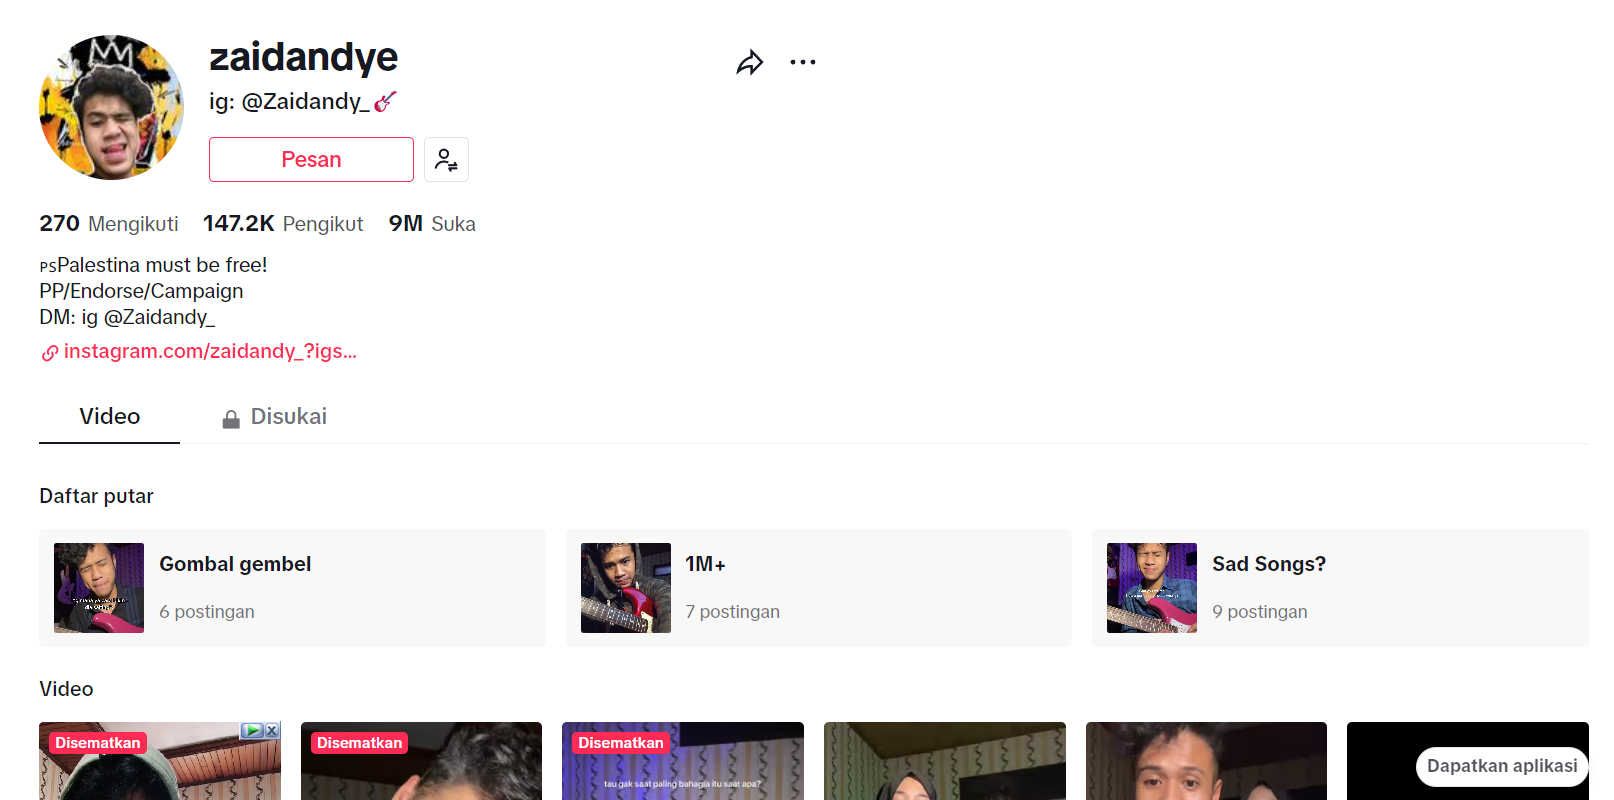 zaidandye
ig: @Zaidandy_🎸
Pesan
270 Mengikuti 147.2K Pengikut 9M Suka
🇵🇸Palestina must be free!
PP/Endorse/Campaign
DM: ig @Zaidandy_
instagram.com/zaidandy_?igs...
Video Disukai
Daftar putar
Gombal gembel
6 postingan
1M+
7 postingan
Sad Songs?
9 postingan
Video
Disematkan
Disematkan
Disematkan
tau gak saat paling bahagia itu saat apa?
Dapatkan aplikasi